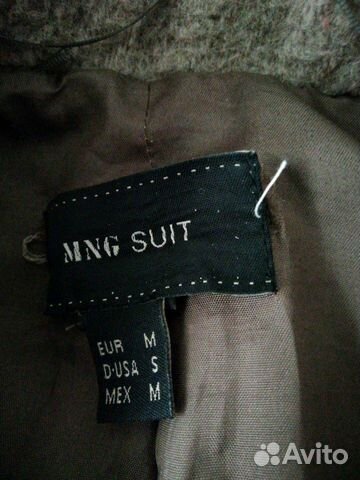 MNG SUIT
EUR M
D·USA S
MEX M
Avito